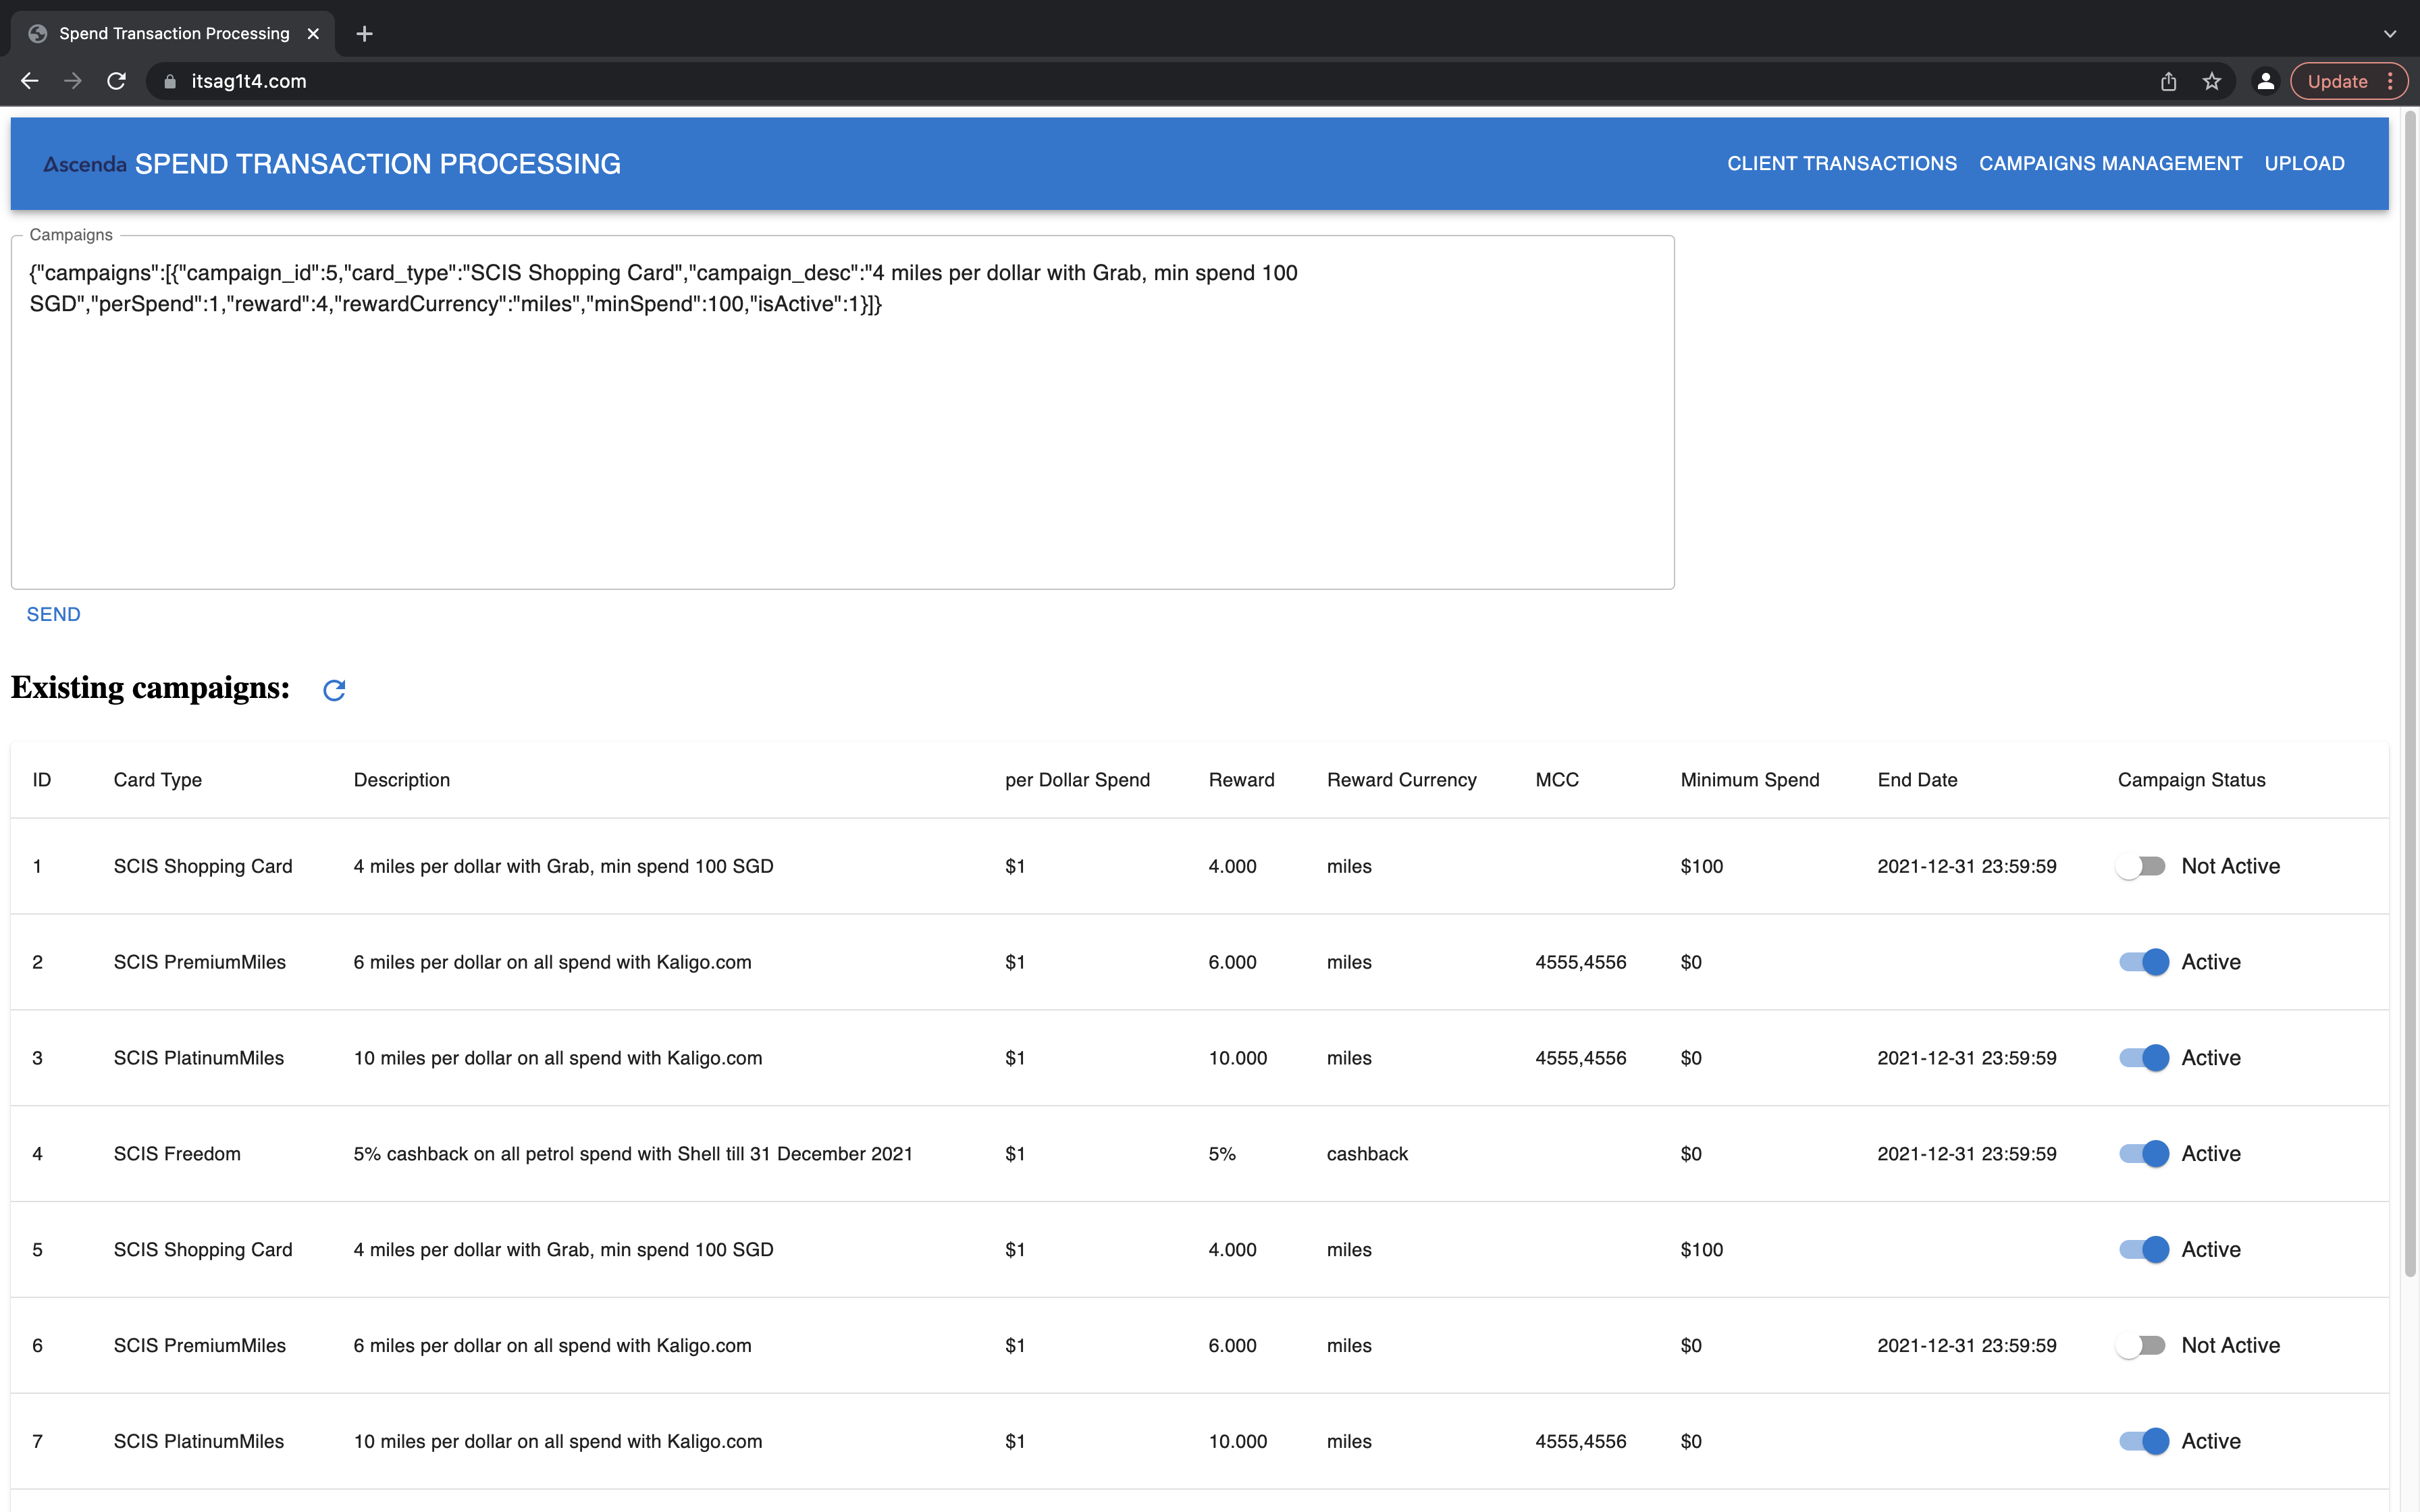 Spend Transaction Processing
itsag1t4.com
Update
Ascenda SPEND TRANSACTION PROCESSING
CLIENT TRANSACTIONS CAMPAIGNS MANAGEMENT UPLOAD
Campaigns
{"campaigns":[{"campaign_id":5,"card_type":"SCIS Shopping Card","campaign_desc":"4 miles per dollar with Grab, min spend 100
SGD","perSpend":1,"reward":4,"rewardCurrency":"miles","minSpend":100,"isActive":1}]}
SEND
Existing campaigns:
ID Card Type Description per Dollar Spend Reward Reward Currency MCC Minimum Spend End Date Campaign Status
1 SCIS Shopping Card 4 miles per dollar with Grab, min spend 100 SGD $1 4.000 miles $100 2021-12-31 23:59:59 Not Active
2 SCIS PremiumMiles 6 miles per dollar on all spend with Kaligo.com $1 6.000 miles 4555,4556 $0 Active
3 SCIS PlatinumMiles 10 miles per dollar on all spend with Kaligo.com $1 10.000 miles 4555,4556 $0 2021-12-31 23:59:59 Active
4 SCIS Freedom 5% cashback on all petrol spend with Shell till 31 December 2021 $1 5% cashback $0 2021-12-31 23:59:59 Active
5 SCIS Shopping Card 4 miles per dollar with Grab, min spend 100 SGD $1 4.000 miles $100 Active
6 SCIS PremiumMiles 6 miles per dollar on all spend with Kaligo.com $1 6.000 miles $0 2021-12-31 23:59:59 Not Active
7 SCIS PlatinumMiles 10 miles per dollar on all spend with Kaligo.com $1 10.000 miles 4555,4556 $0 Active